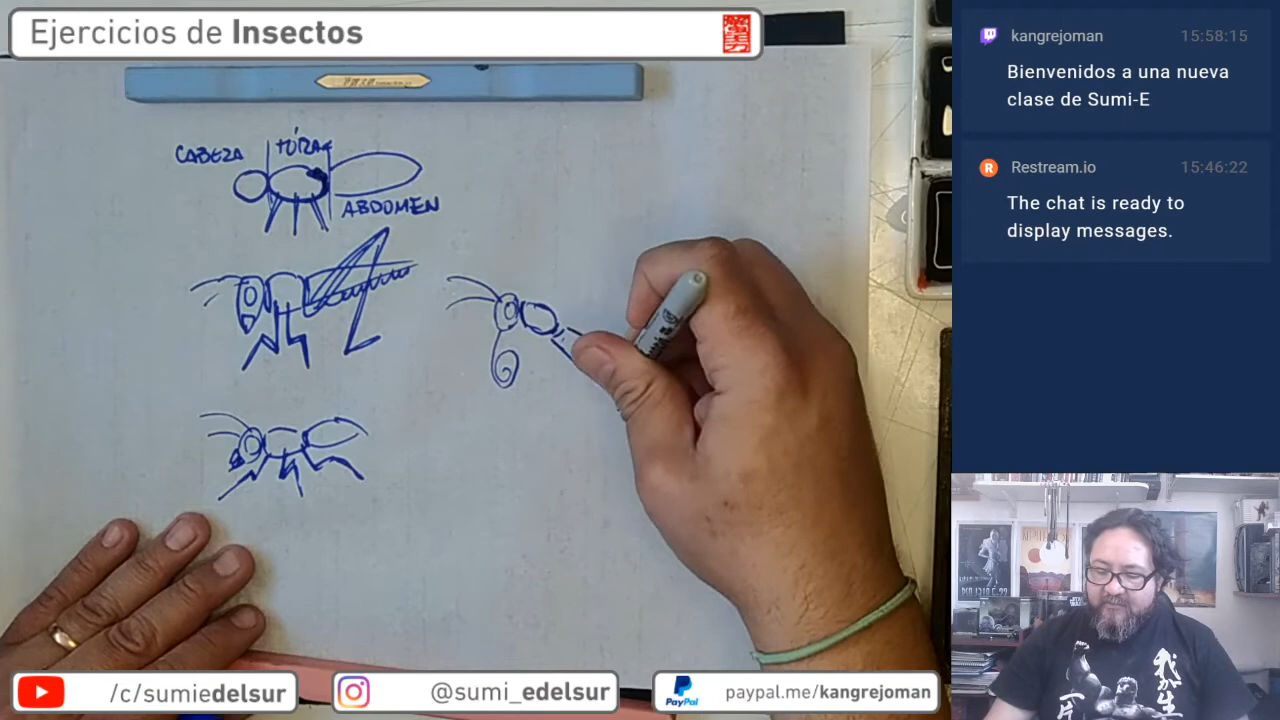 Ejercicios de Insectos
CABEZA
TÓRAX
ABDOMEN
kangrejoman
15:58:15
Bienvenidos a una nueva
clase de Sumi-E
Restream.io
15:46:22
The chat is ready to
display messages.
/c/sumiedelsur
@sumi_edelsur
PayPal
paypal.me/kangrejoman